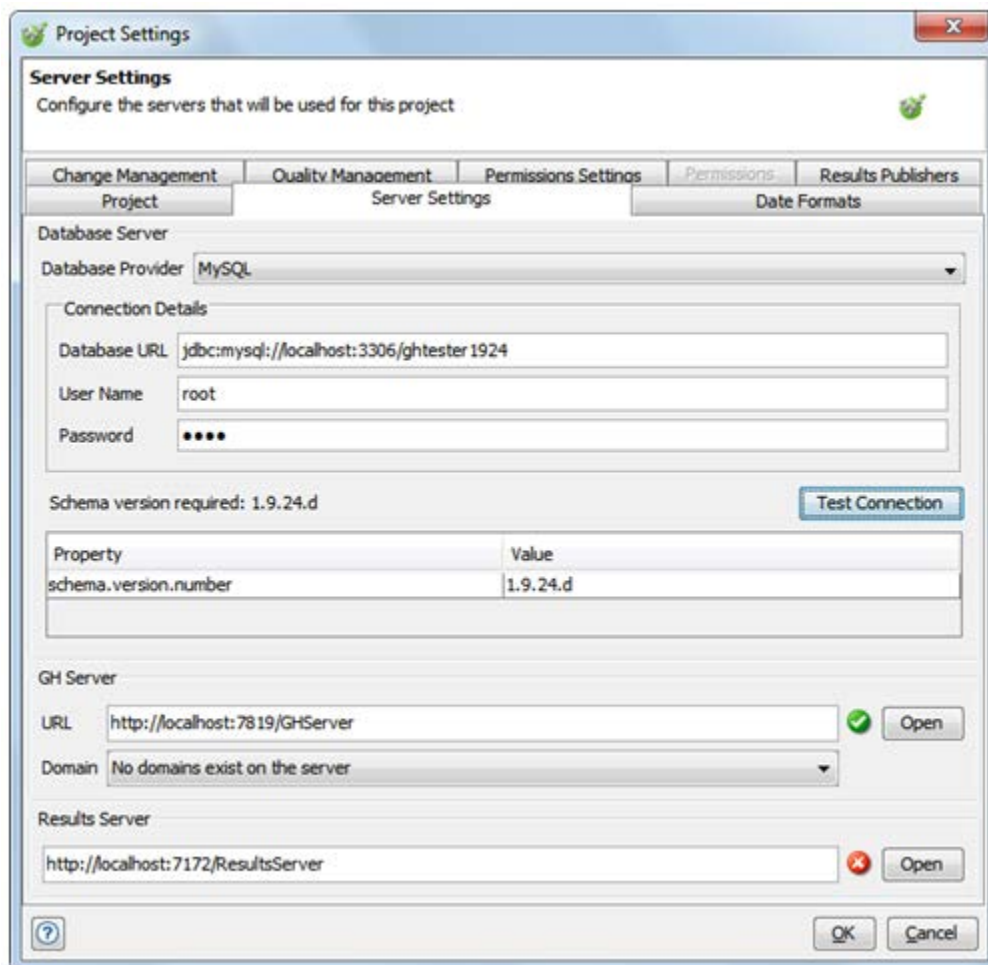 Project Settings
Server Settings
Configure the servers that will be used for this project
Change Management Quality Management Permissions Settings Permissions Results Publishers
Project Server Settings Date Formats
Database Server
Database Provider MySQL
Connection Details
Database URL jdbc:mysql://localhost:3306/ghtester1924
User Name root
Password ••••
Schema version required: 1.9.24.d Test Connection
Property Value
schema.version.number 1.9.24.d
GH Server
URL http://localhost:7819/GHServer Open
Domain No domains exist on the server
Results Server
http://localhost:7172/ResultsServer Open
? OK Cancel